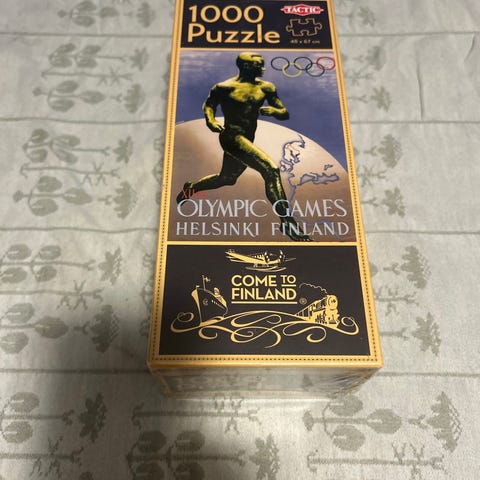 1000
Puzzle
TACTIC
45 x 67 cm
OLYMPIC GAMES
HELSINKI FINLAND
COME TO
FINLAND®